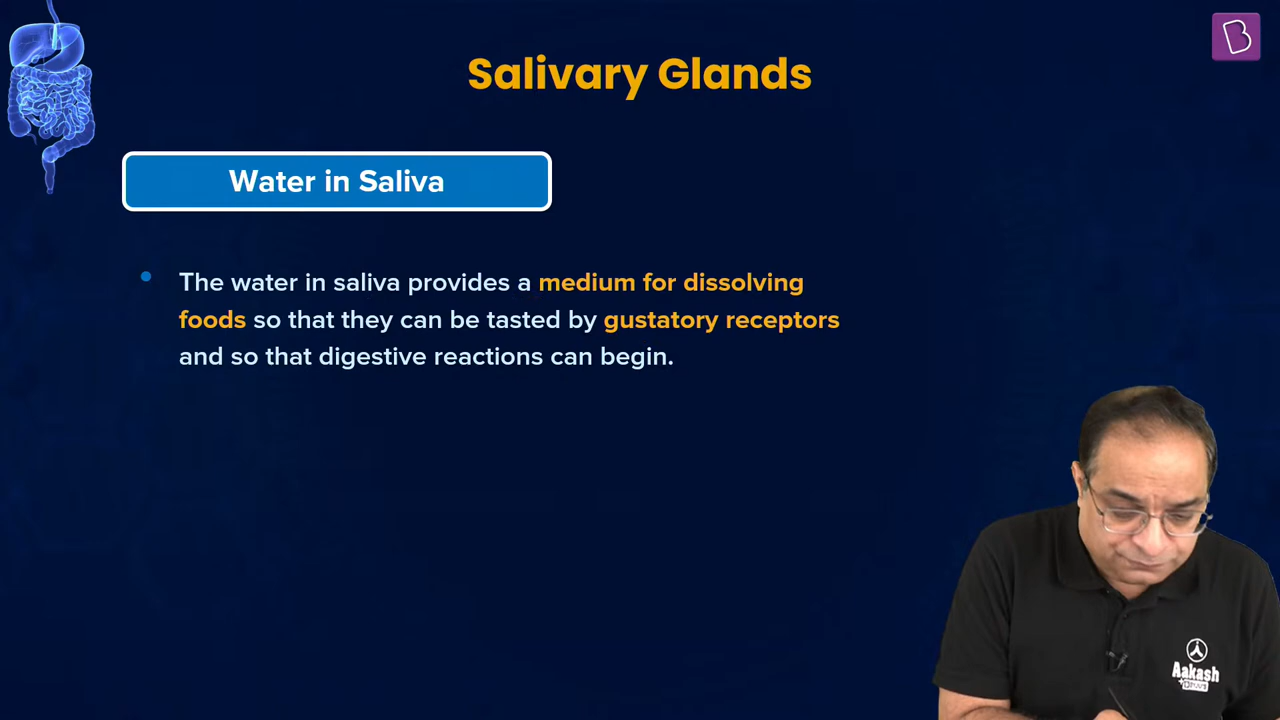 Salivary Glands
Water in Saliva
The water in saliva provides a medium for dissolving
foods so that they can be tasted by gustatory receptors
and so that digestive reactions can begin.
Aakash